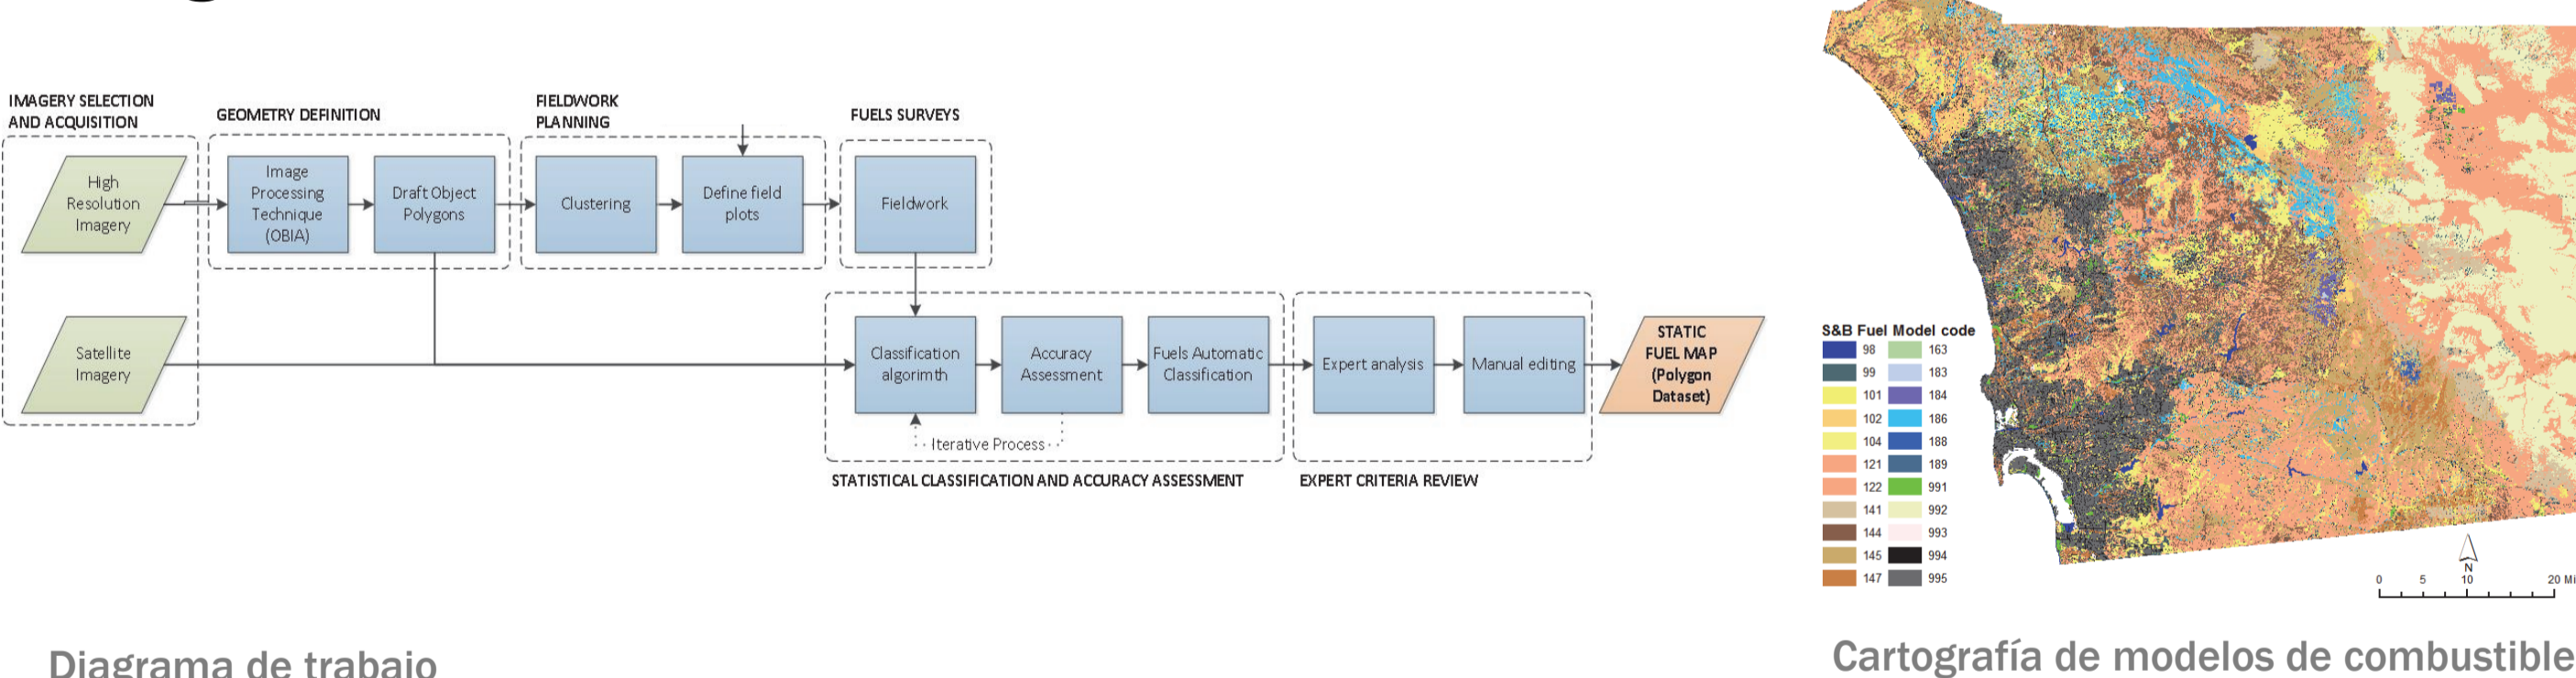 IMAGERY SELECTION
AND ACQUISITION
GEOMETRY DEFINITION
FIELDWORK
PLANNING
FUELS SURVEYS
High
Resolution
Imagery
Image
Processing
Technique
(OBIA)
Draft Object
Polygons
Clustering
Define field
plots
Fieldwork
Satellite
Imagery
Classification
algorimth
Accuracy
Assessment
Fuels Automatic
Classification
Expert analysis
Manual editing
STATIC
FUEL MAP
(Polygon
Dataset)
Iterative Process
STATISTICAL CLASSIFICATION AND ACCURACY ASSESSMENT
EXPERT CRITERIA REVIEW
S&B Fuel Model code
98 163
99 183
101 184
102 186
104 188
121 189
122 991
141 992
144 993
145 994
147 995
N
0 5 10 20 Mi
Diagrama de trabajo
Cartografía de modelos de combustible